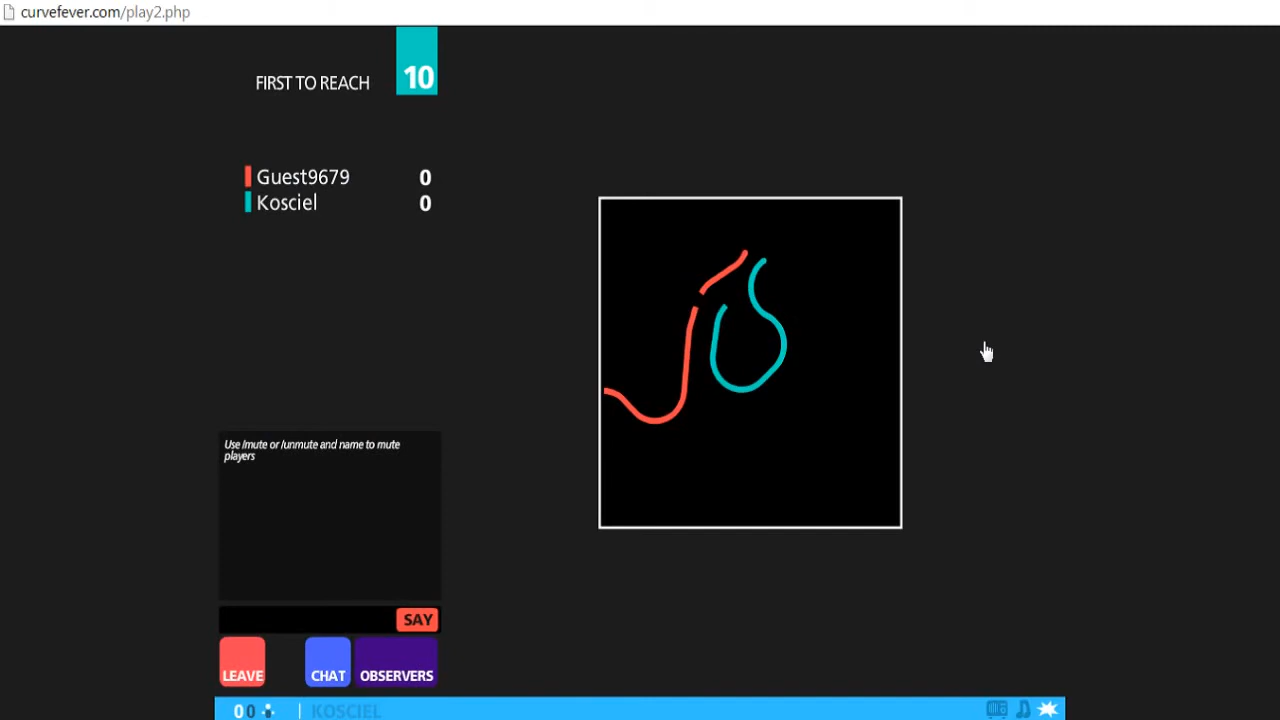 curvefever.com/play2.php
FIRST TO REACH 10
Guest9679 0
Kosciel 0
Use /mute or /unmute and name to mute
players
SAY
LEAVE CHAT OBSERVERS
0 0 KOSCIEL